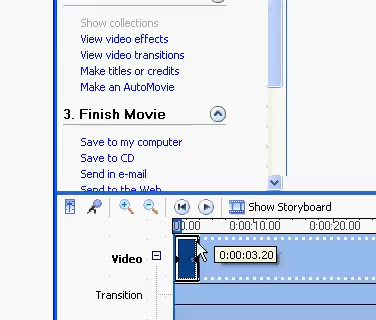 Show collections
View video effects
View video transitions
Make titles or credits
Make an AutoMovie
3. Finish Movie
Save to my computer
Save to CD
Send in e-mail
Send to the Web
Show Storyboard
0.00 0:00:10.00 0:00:20.00
Video
0:00:03.20
Transition